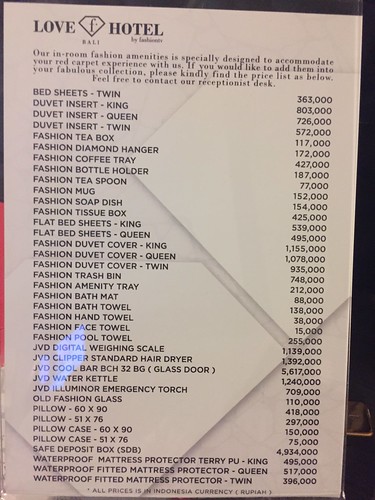 LOVE f HOTEL
BALI by fashiontv
Our in-room fashion amenities is specially designed to accommodate
your red carpet experience with us. If you would like to add them into
your fabulous collection, please kindly find the price list as below.
Feel free to contact our receptionist desk.
BED SHEETS - TWIN 363,000
DUVET INSERT - KING 803,000
DUVET INSERT - QUEEN 726,000
DUVET INSERT - TWIN 572,000
FASHION TEA BOX 117,000
FASHION DIAMOND HANGER 172,000
FASHION COFFEE TRAY 427,000
FASHION BOTTLE HOLDER 187,000
FASHION TEA SPOON 77,000
FASHION MUG 152,000
FASHION SOAP DISH 154,000
FASHION TISSUE BOX 425,000
FLAT BED SHEETS - KING 539,000
FLAT BED SHEETS - QUEEN 495,000
FASHION DUVET COVER - KING 1,155,000
FASHION DUVET COVER - QUEEN 1,078,000
FASHION DUVET COVER - TWIN 935,000
FASHION TRASH BIN 748,000
FASHION AMENITY TRAY 212,000
FASHION BATH MAT 88,000
FASHION BATH TOWEL 138,000
FASHION HAND TOWEL 38,000
FASHION FACE TOWEL 15,000
FASHION POOL TOWEL 255,000
JVD DIGITAL WEIGHING SCALE 1,139,000
JVD CLIPPER STANDARD HAIR DRYER 1,392,000
JVD COOL BAR BCH 32 BG ( GLASS DOOR ) 5,617,000
JVD WATER KETTLE 1,240,000
JVD ILLUMINOR EMERGENCY TORCH 709,000
OLD FASHION GLASS 110,000
PILLOW - 60 X 90 418,000
PILLOW - 51 X 76 297,000
PILLOW CASE - 60 X 90 150,000
PILLOW CASE - 51 X 76 75,000
SAFE DEPOSIT BOX (SDB) 4,934,000
WATERPROOF MATTRESS PROTECTOR TERRY PU - KING 495,000
WATERPROOF FITTED MATTRESS PROTECTOR - QUEEN 517,000
WATERPROOF FITTED MATTRESS PROTECTOR - TWIN 396,000
* ALL PRICES IS IN INDONESIA CURRENCY ( RUPIAH )